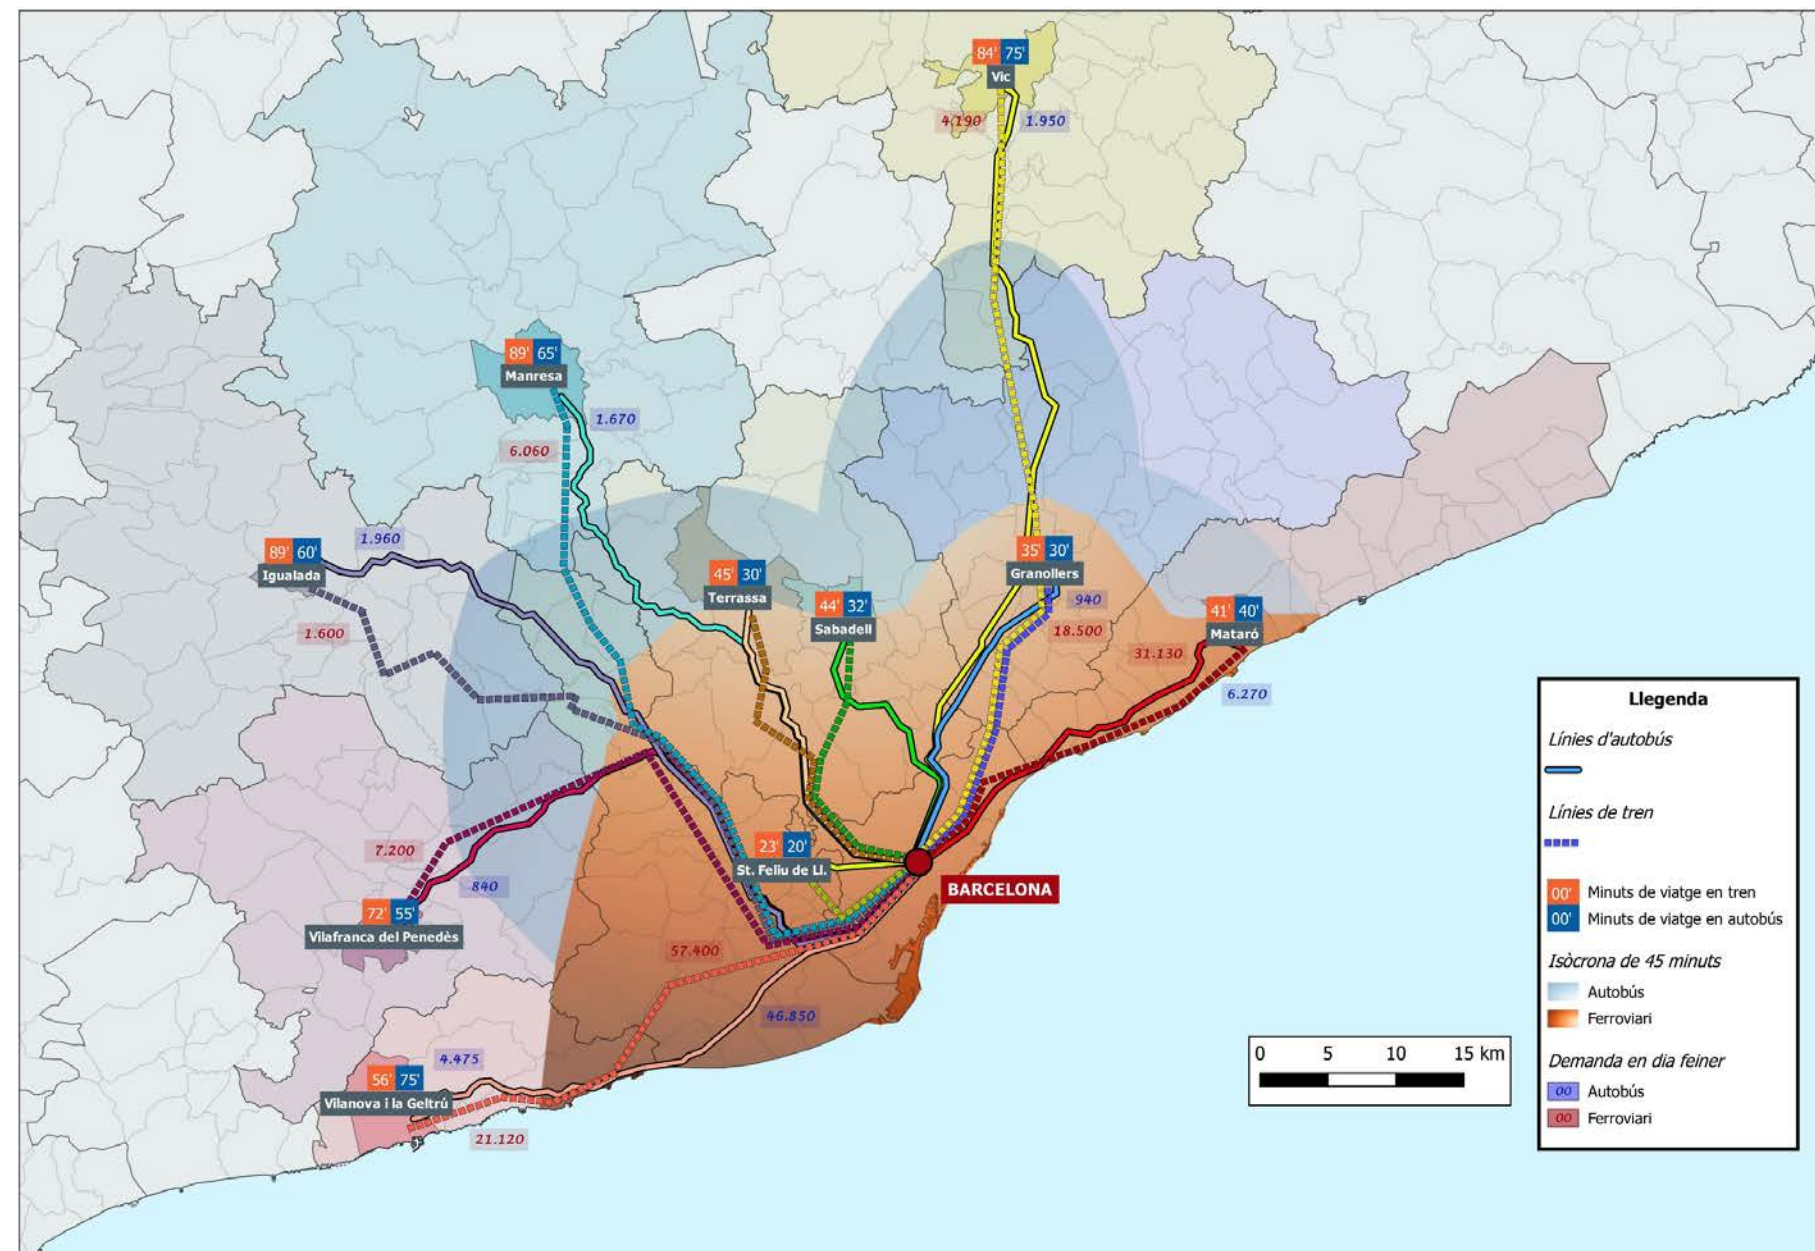 84' 75'
Vic
4.190 1.950
89' 65'
Manresa
1.670
6.060
1.960
89' 60'
Igualada
1.600
45' 30'
Terrassa
44' 32'
Sabadell
35' 30'
Granollers
940
18.500
41' 40'
Mataró
31.130
6.270
7.200
840
72' 55'
Vilafranca del Penedès
23' 20'
St. Feliu de Ll.
BARCELONA
57.400
46.850
4.475
56' 75'
Vilanova i la Geltrú
21.120
0 5 10 15 km
Llegenda
Línies d'autobús
Línies de tren
00' Minuts de viatge en tren
00' Minuts de viatge en autobús
Isòcrona de 45 minuts
Autobús
Ferroviari
Demanda en dia feiner
00 Autobús
00 Ferroviari